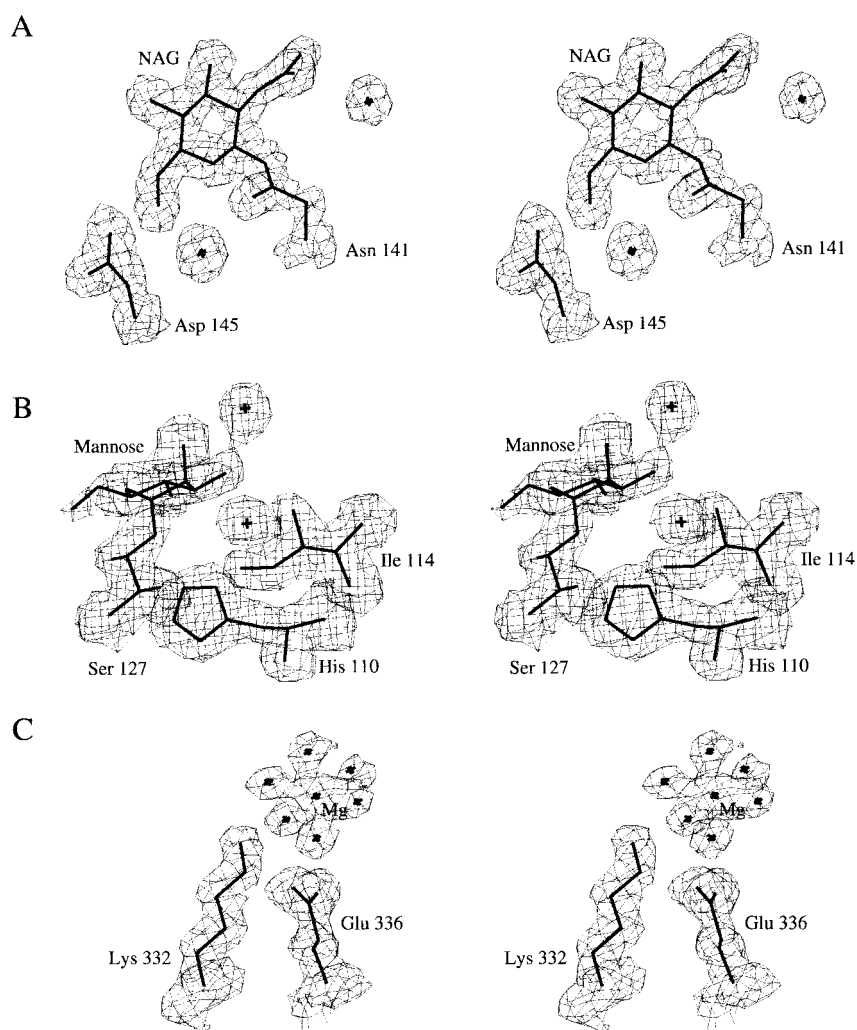 A
NAG
NAG
Asn 141
Asn 141
Asp 145
Asp 145
B
Mannose
Mannose
Ile 114
Ile 114
Ser 127
His 110
Ser 127
His 110
C
Mg
Mg
Glu 336
Glu 336
Lys 332
Lys 332